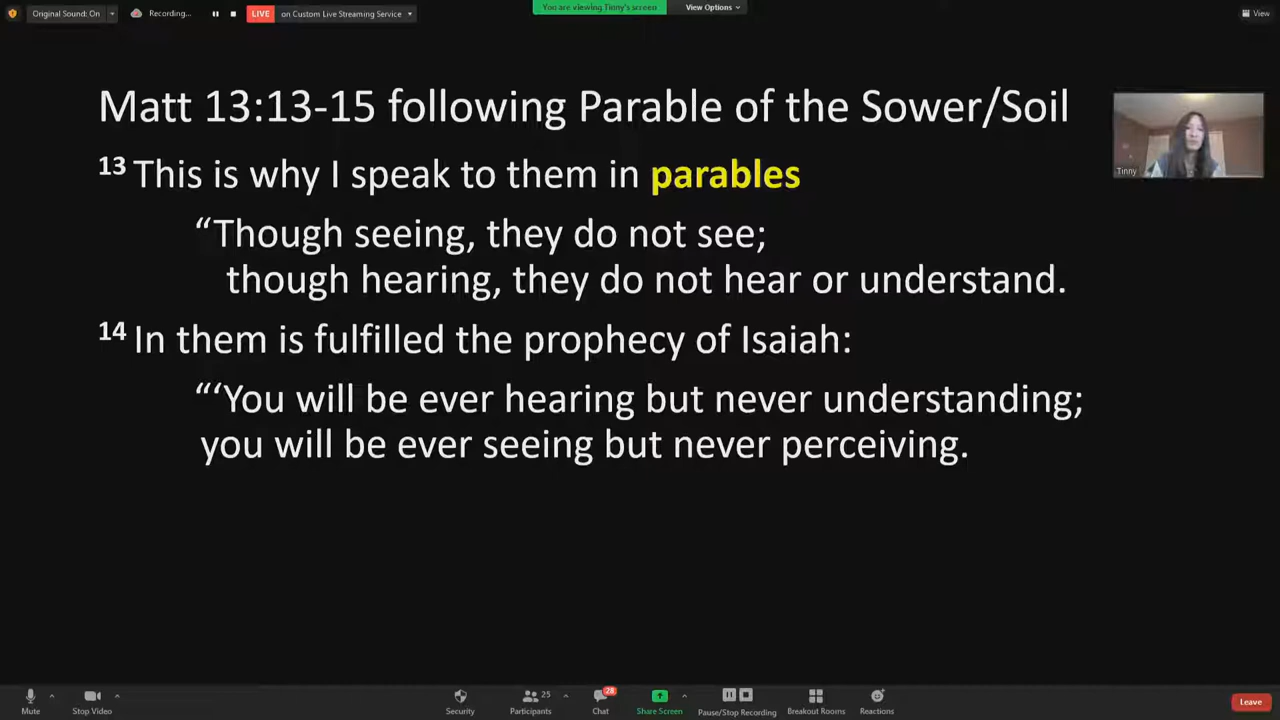 Original Sound: On
Recording...
LIVE on Custom Live Streaming Service
You are viewing Tinny's screen
View Options
View
Matt 13:13-15 following Parable of the Sower/Soil
Tinny
13 This is why I speak to them in parables
“Though seeing, they do not see;
though hearing, they do not hear or understand.
14 In them is fulfilled the prophecy of Isaiah:
“‘You will be ever hearing but never understanding;
you will be ever seeing but never perceiving.
Mute
Stop Video
Security
Participants 25
Chat 28
Share Screen
Pause/Stop Recording
Breakout Rooms
Reactions
Leave